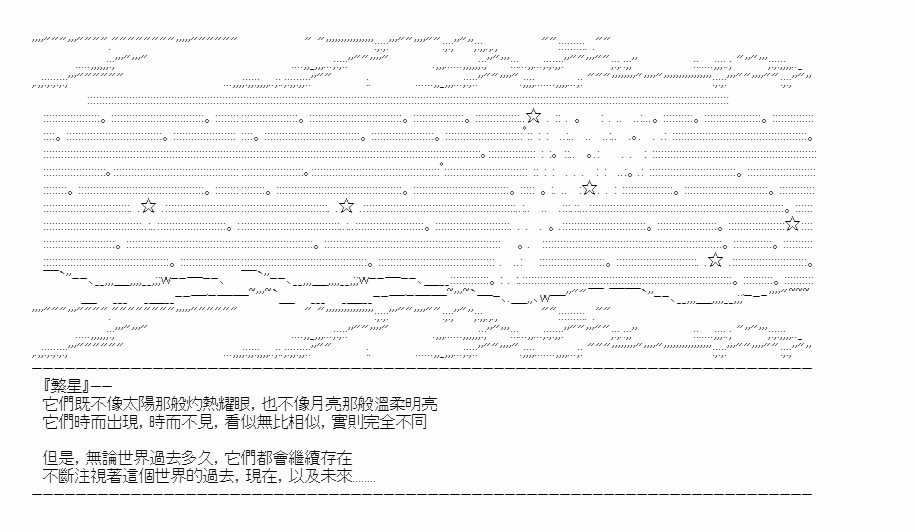 『繁星』——
它們既不像太陽那般灼熱耀眼, 也不像月亮那般溫柔明亮
它們時而出現, 時而不見, 看似無比相似, 實則完全不同
但是, 無論世界過去多久, 它們都會繼續存在
不斷注視著這個世界的過去, 現在, 以及未來........